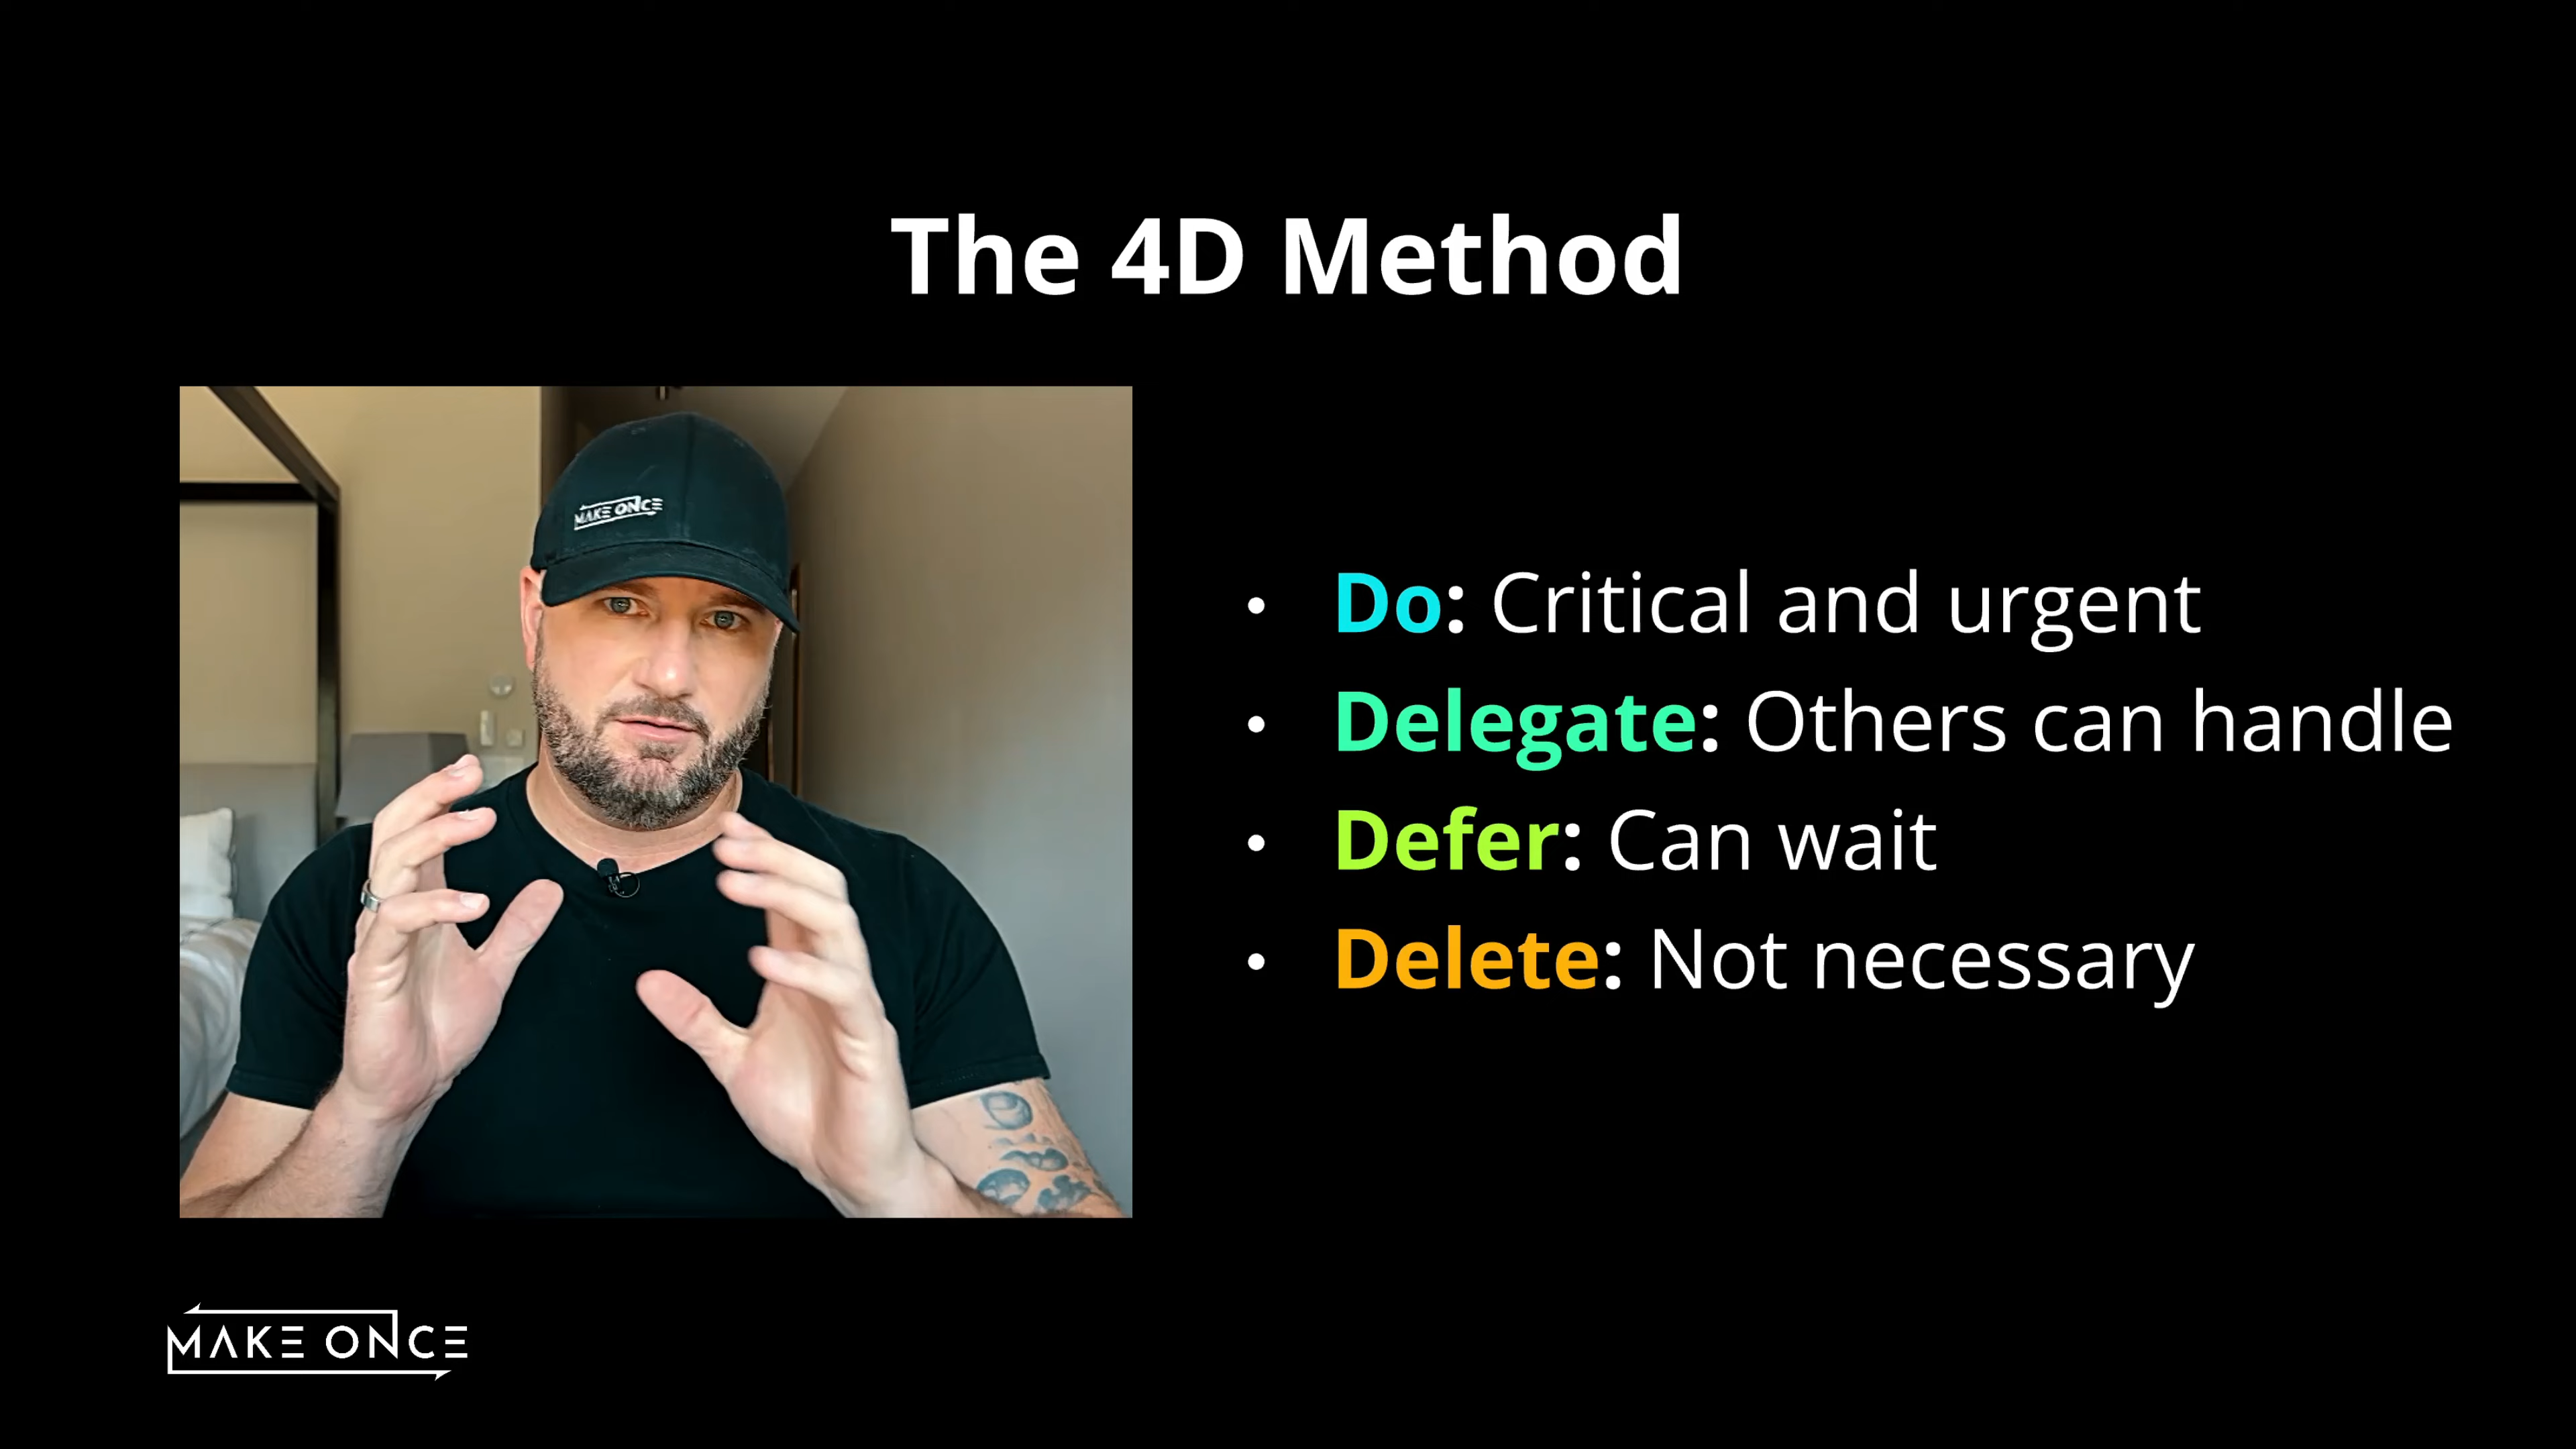 The 4D Method
MAKE ONCE
• Do: Critical and urgent
• Delegate: Others can handle
• Defer: Can wait
• Delete: Not necessary
MAKE ONCE